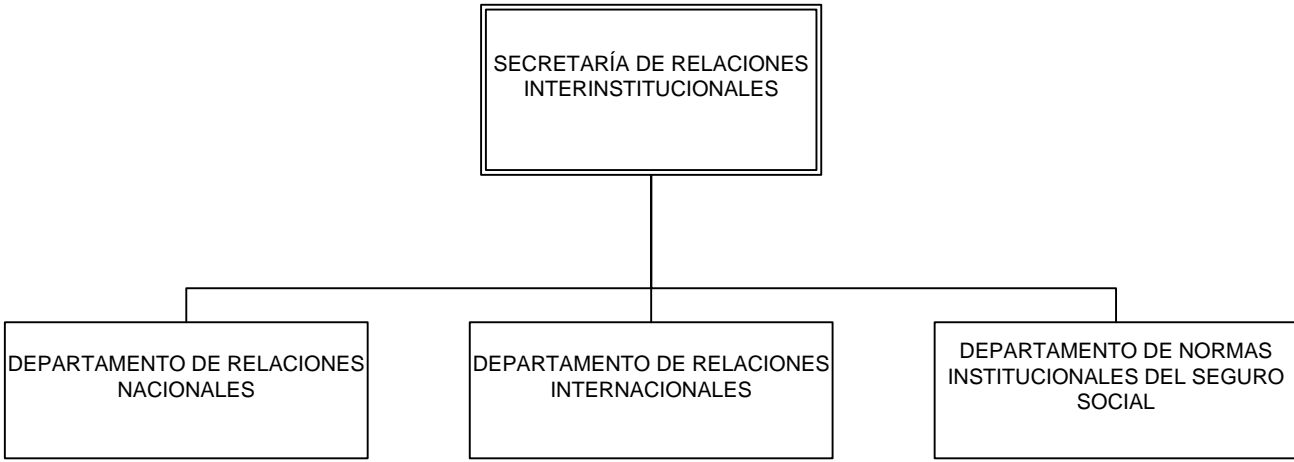 SECRETARÍA DE RELACIONES
INTERINSTITUCIONALES
DEPARTAMENTO DE RELACIONES
NACIONALES
DEPARTAMENTO DE RELACIONES
INTERNACIONALES
DEPARTAMENTO DE NORMAS
INSTITUCIONALES DEL SEGURO
SOCIAL